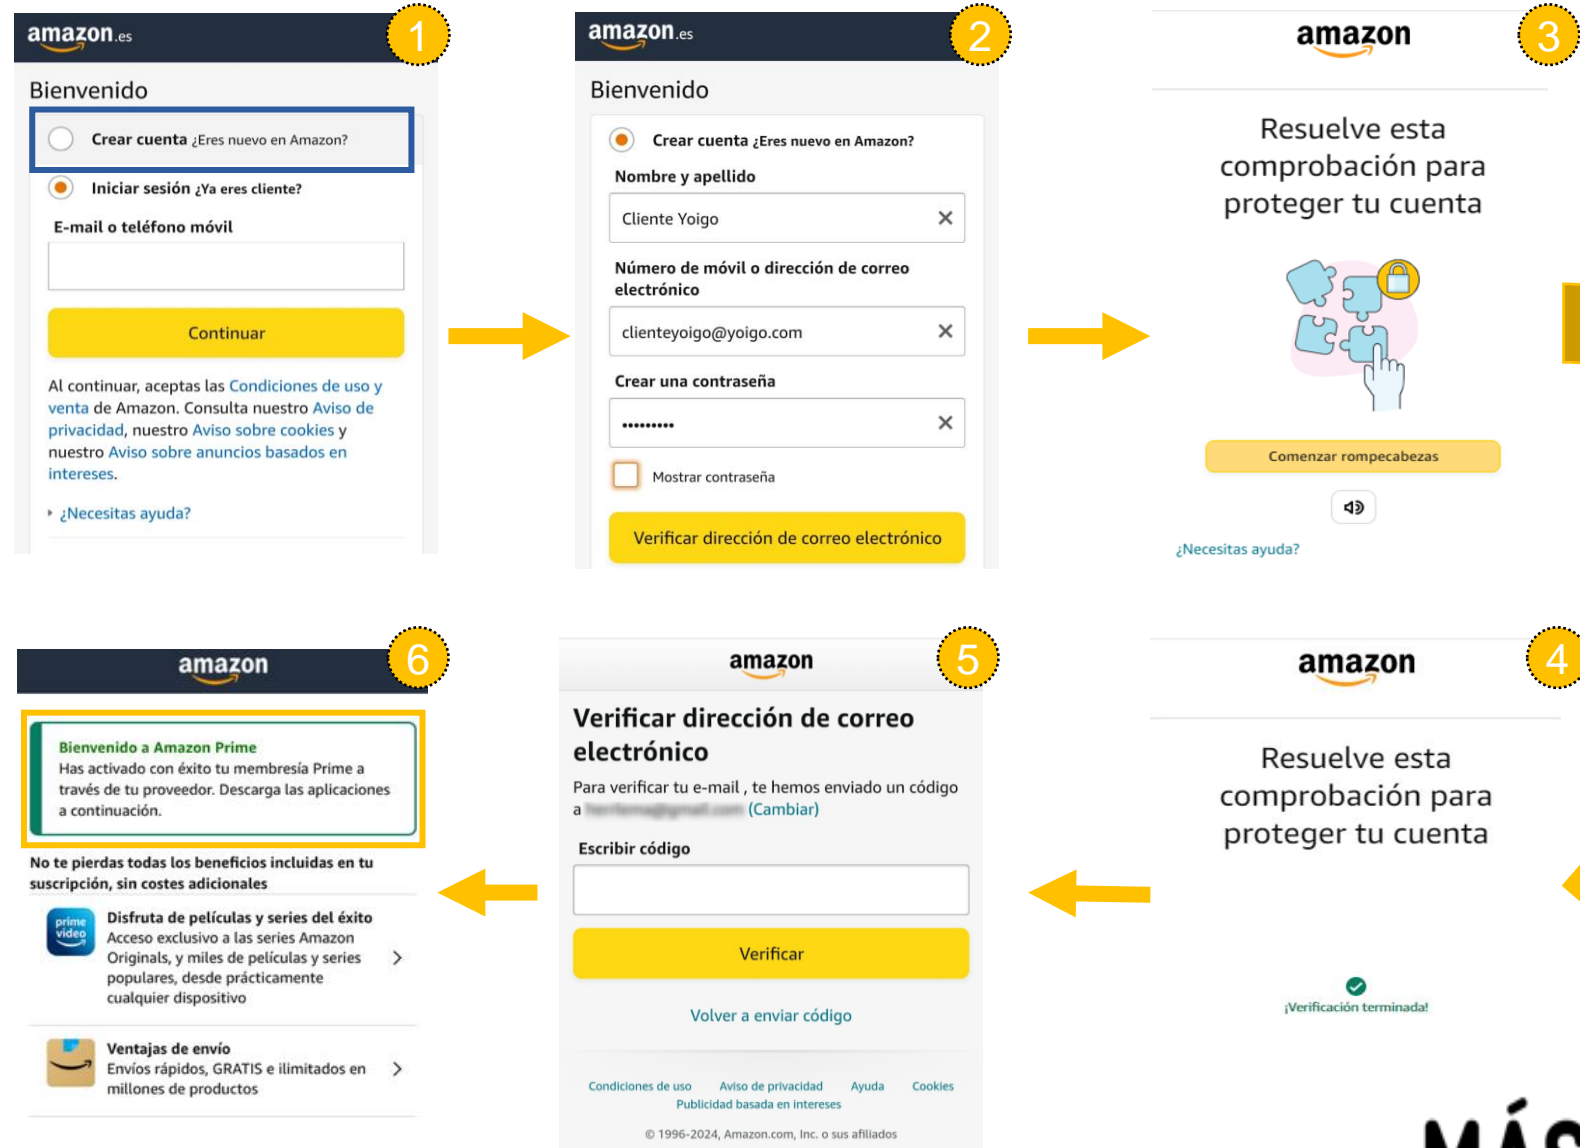 amazon.es
1
Bienvenido
Crear cuenta ¿Eres nuevo en Amazon?
Iniciar sesión ¿Ya eres cliente?
E-mail o teléfono móvil
Continuar
Al continuar, aceptas las Condiciones de uso y
venta de Amazon. Consulta nuestro Aviso de
privacidad, nuestro Aviso sobre cookies y
nuestro Aviso sobre anuncios basados en
intereses.
¿Necesitas ayuda?
amazon.es
2
Bienvenido
Crear cuenta ¿Eres nuevo en Amazon?
Nombre y apellido
Cliente Yoigo
Número de móvil o dirección de correo
electrónico
clienteyoigo@yoigo.com
Crear una contraseña
•••••••••
Mostrar contraseña
Verificar dirección de correo electrónico
amazon
3
Resuelve esta
comprobación para
proteger tu cuenta
Comenzar rompecabezas
¿Necesitas ayuda?
amazon
4
Resuelve esta
comprobación para
proteger tu cuenta
¡Verificación terminada!
amazon
5
Verificar dirección de correo
electrónico
Para verificar tu e-mail , te hemos enviado un código
a (Cambiar)
Escribir código
Verificar
Volver a enviar código
Condiciones de uso Aviso de privacidad Ayuda Cookies
Publicidad basada en intereses
© 1996-2024, Amazon.com, Inc. o sus afiliados
amazon
6
Bienvenido a Amazon Prime
Has activado con éxito tu membresía Prime a
través de tu proveedor. Descarga las aplicaciones
a continuación.
No te pierdas todas los beneficios incluidas en tu
suscripción, sin costes adicionales
prime
video
Disfruta de películas y series del éxito
Acceso exclusivo a las series Amazon
Originals, y miles de películas y series
populares, desde prácticamente
cualquier dispositivo
Ventajas de envío
Envíos rápidos, GRATIS e ilimitados en
millones de productos
MÁS